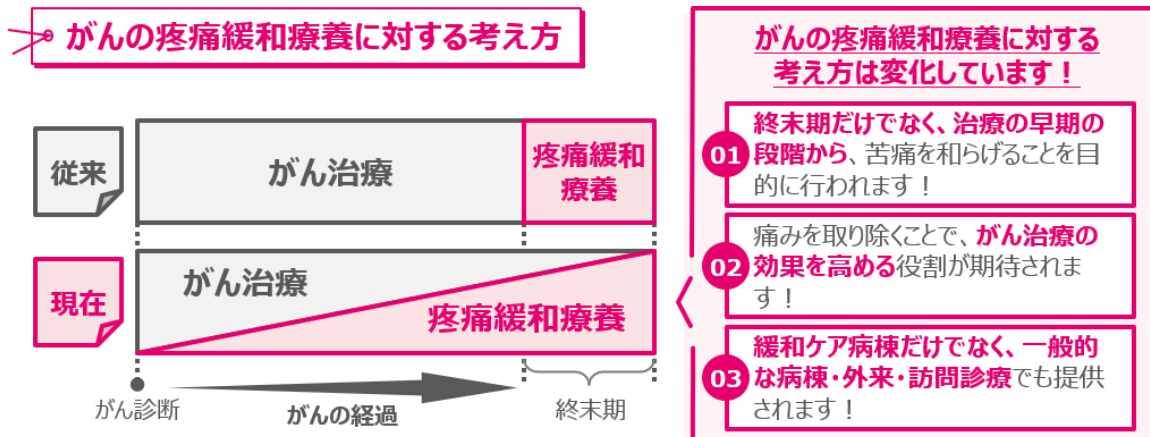 がんの疼痛緩和療養に対する考え方
従来
がん治療
疼痛緩和
療養
現在
がん治療
疼痛緩和療養
がん診断
がんの経過
終末期
がんの疼痛緩和療養に対する
考え方は変化しています！
01
終末期だけでなく、治療の早期の
段階から、苦痛を和らげることを目
的に行われます！
02
痛みを取り除くことで、がん治療の
効果を高める役割が期待されま
す！
03
緩和ケア病棟だけでなく、一般的
な病棟・外来・訪問診療でも提供
されます！